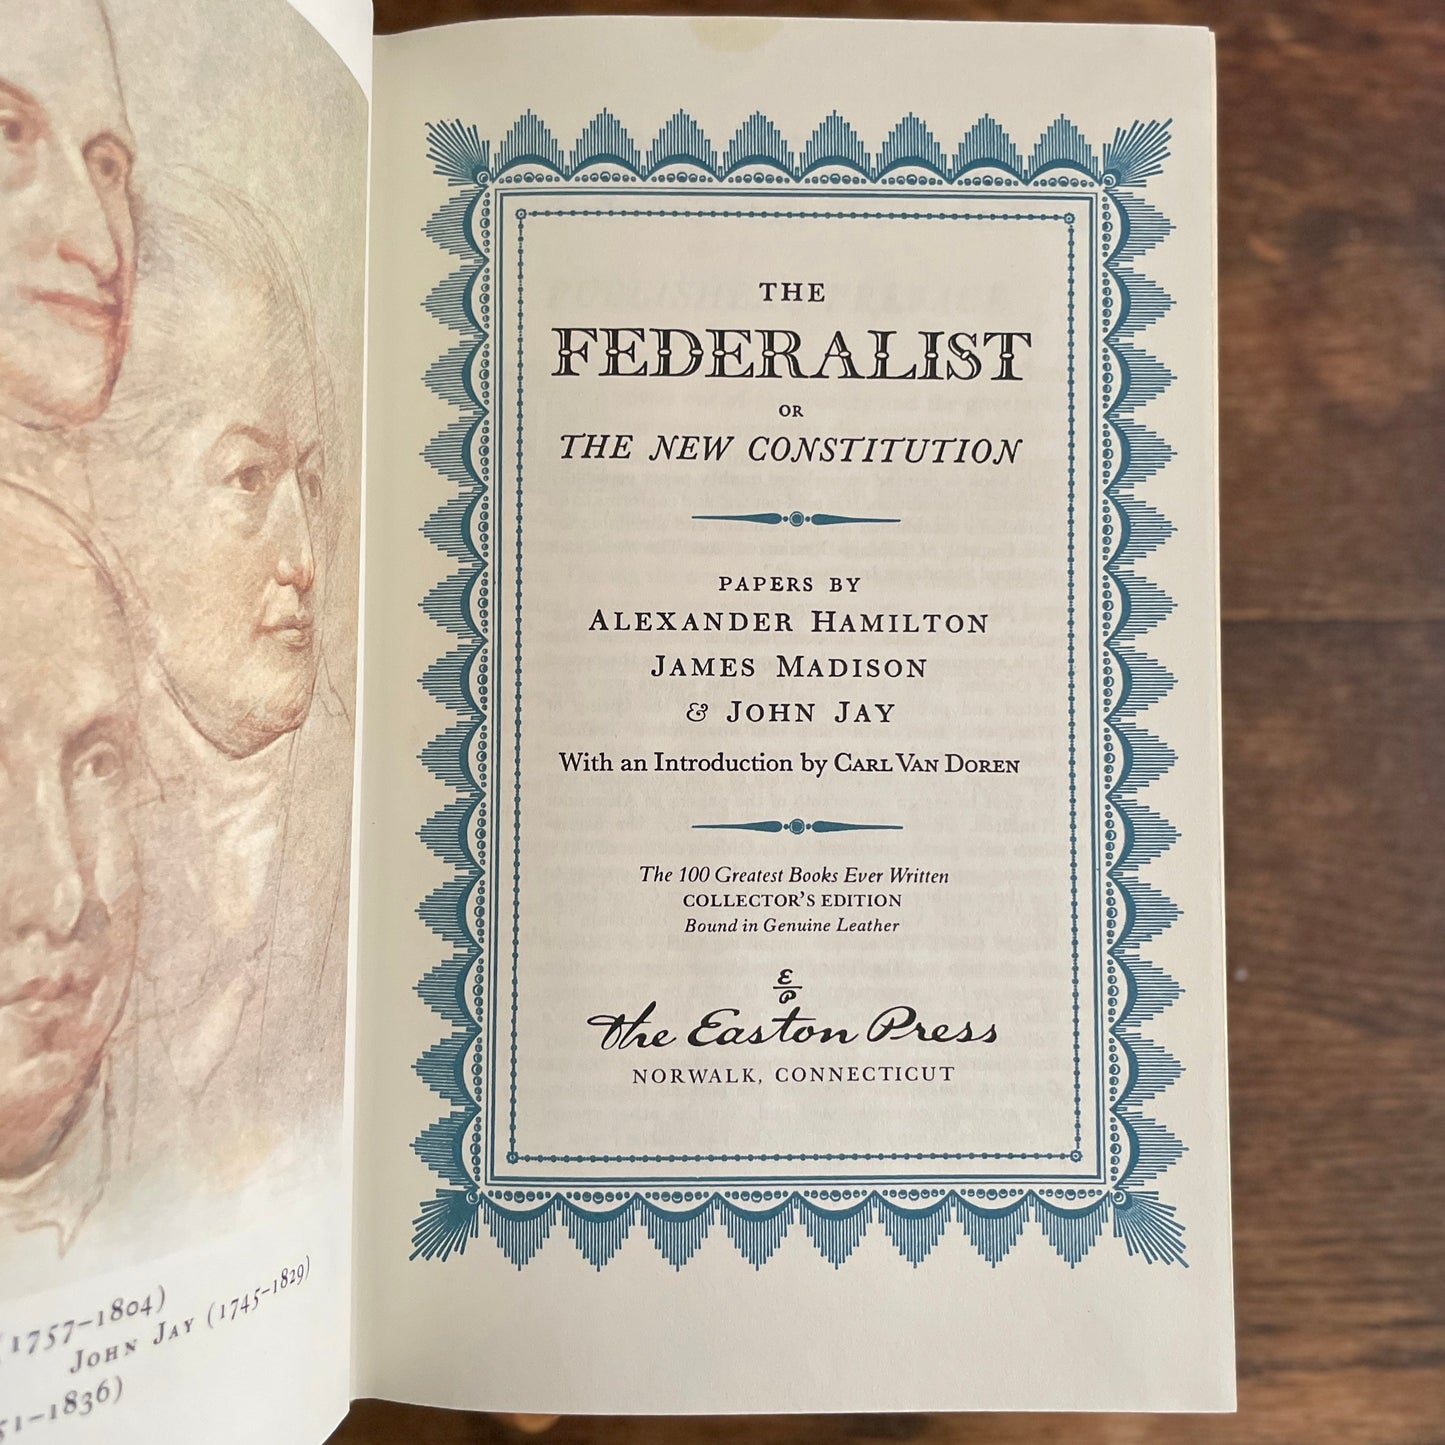 (1757–1804)
John Jay (1745–1829)
51–1836)
THE
FEDERALIST
OR
THE NEW CONSTITUTION
PAPERS BY
ALEXANDER HAMILTON
JAMES MADISON
& JOHN JAY
With an Introduction by CARL VAN DOREN
The 100 Greatest Books Ever Written
COLLECTOR'S EDITION
Bound in Genuine Leather
E
P
The Easton Press
NORWALK, CONNECTICUT